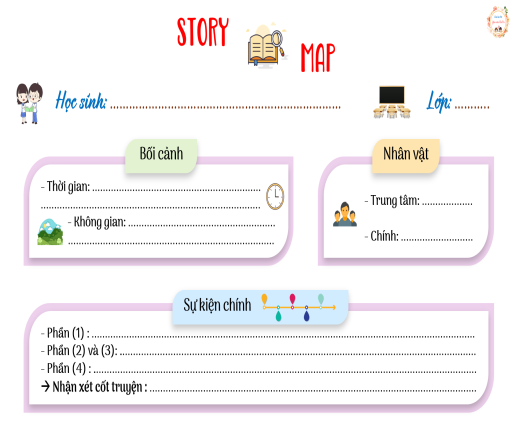 STORY
MAP
Học sinh: ..........................................................
Lớp: ..........
Bối cảnh
Nhân vật
- Thời gian: ..........................................................
..........................................................................
- Không gian: ..................................................
......................................................................
- Trung tâm: ..................
- Chính: .........................
Sự kiện chính
- Phần (1) : ....................................................................................................
- Phần (2) và (3): ............................................................................................
- Phần (4) : ....................................................................................................
→ Nhận xét cốt truyện : ..................................................................................